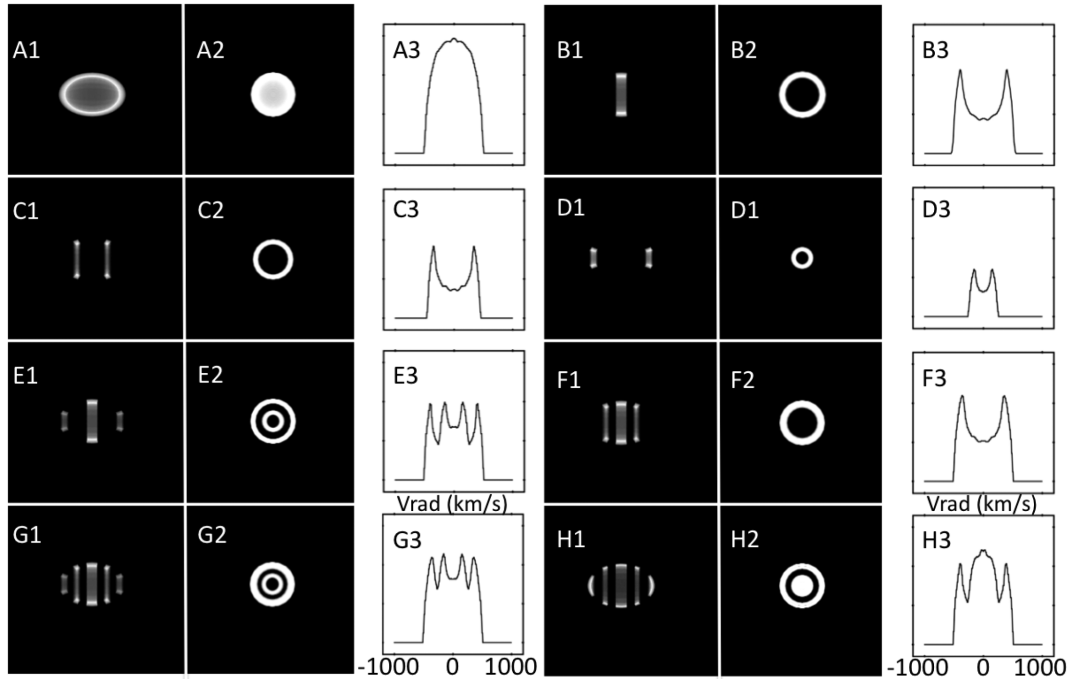 A1 A2 A3 B1 B2 B3
C1 C2 C3 D1 D1 D3
E1 E2 E3 F1 F2 F3
Vrad (km/s) Vrad (km/s)
G1 G2 G3 H1 H2 H3
-1000 0 1000 -1000 0 1000